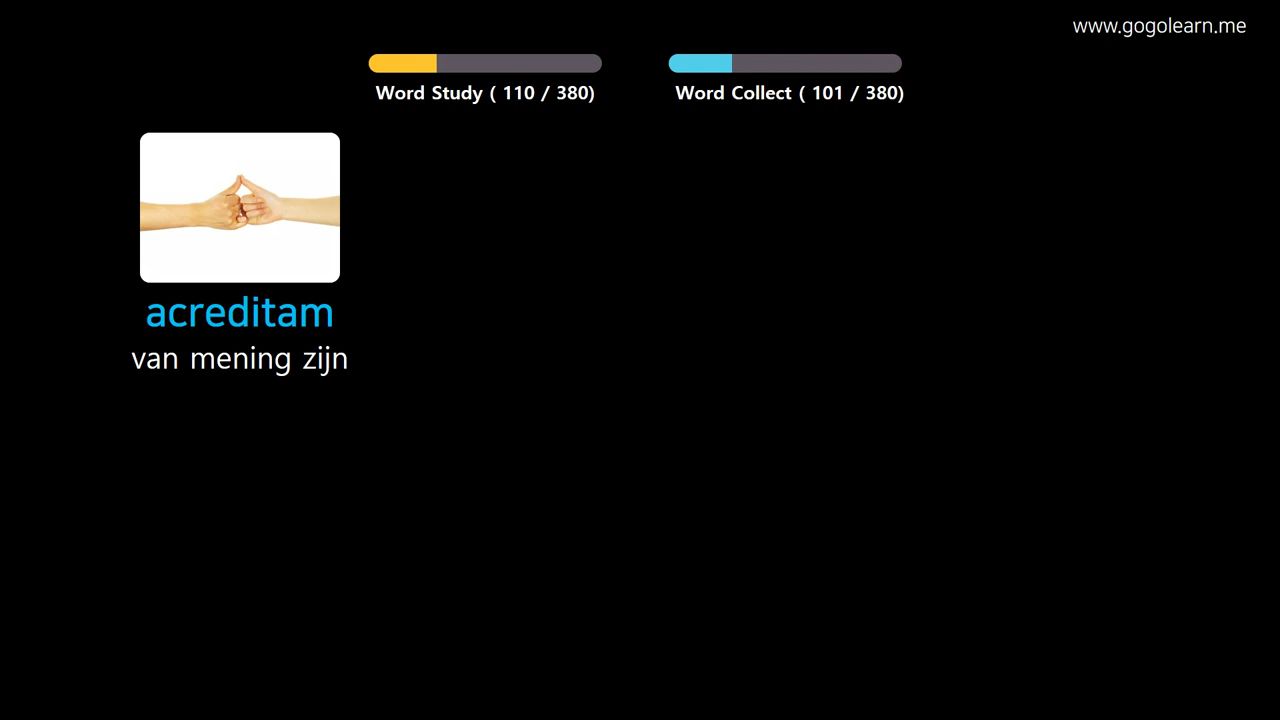 www.gogolearn.me
Word Study ( 110 / 380)
Word Collect ( 101 / 380)
acreditam
van mening zijn